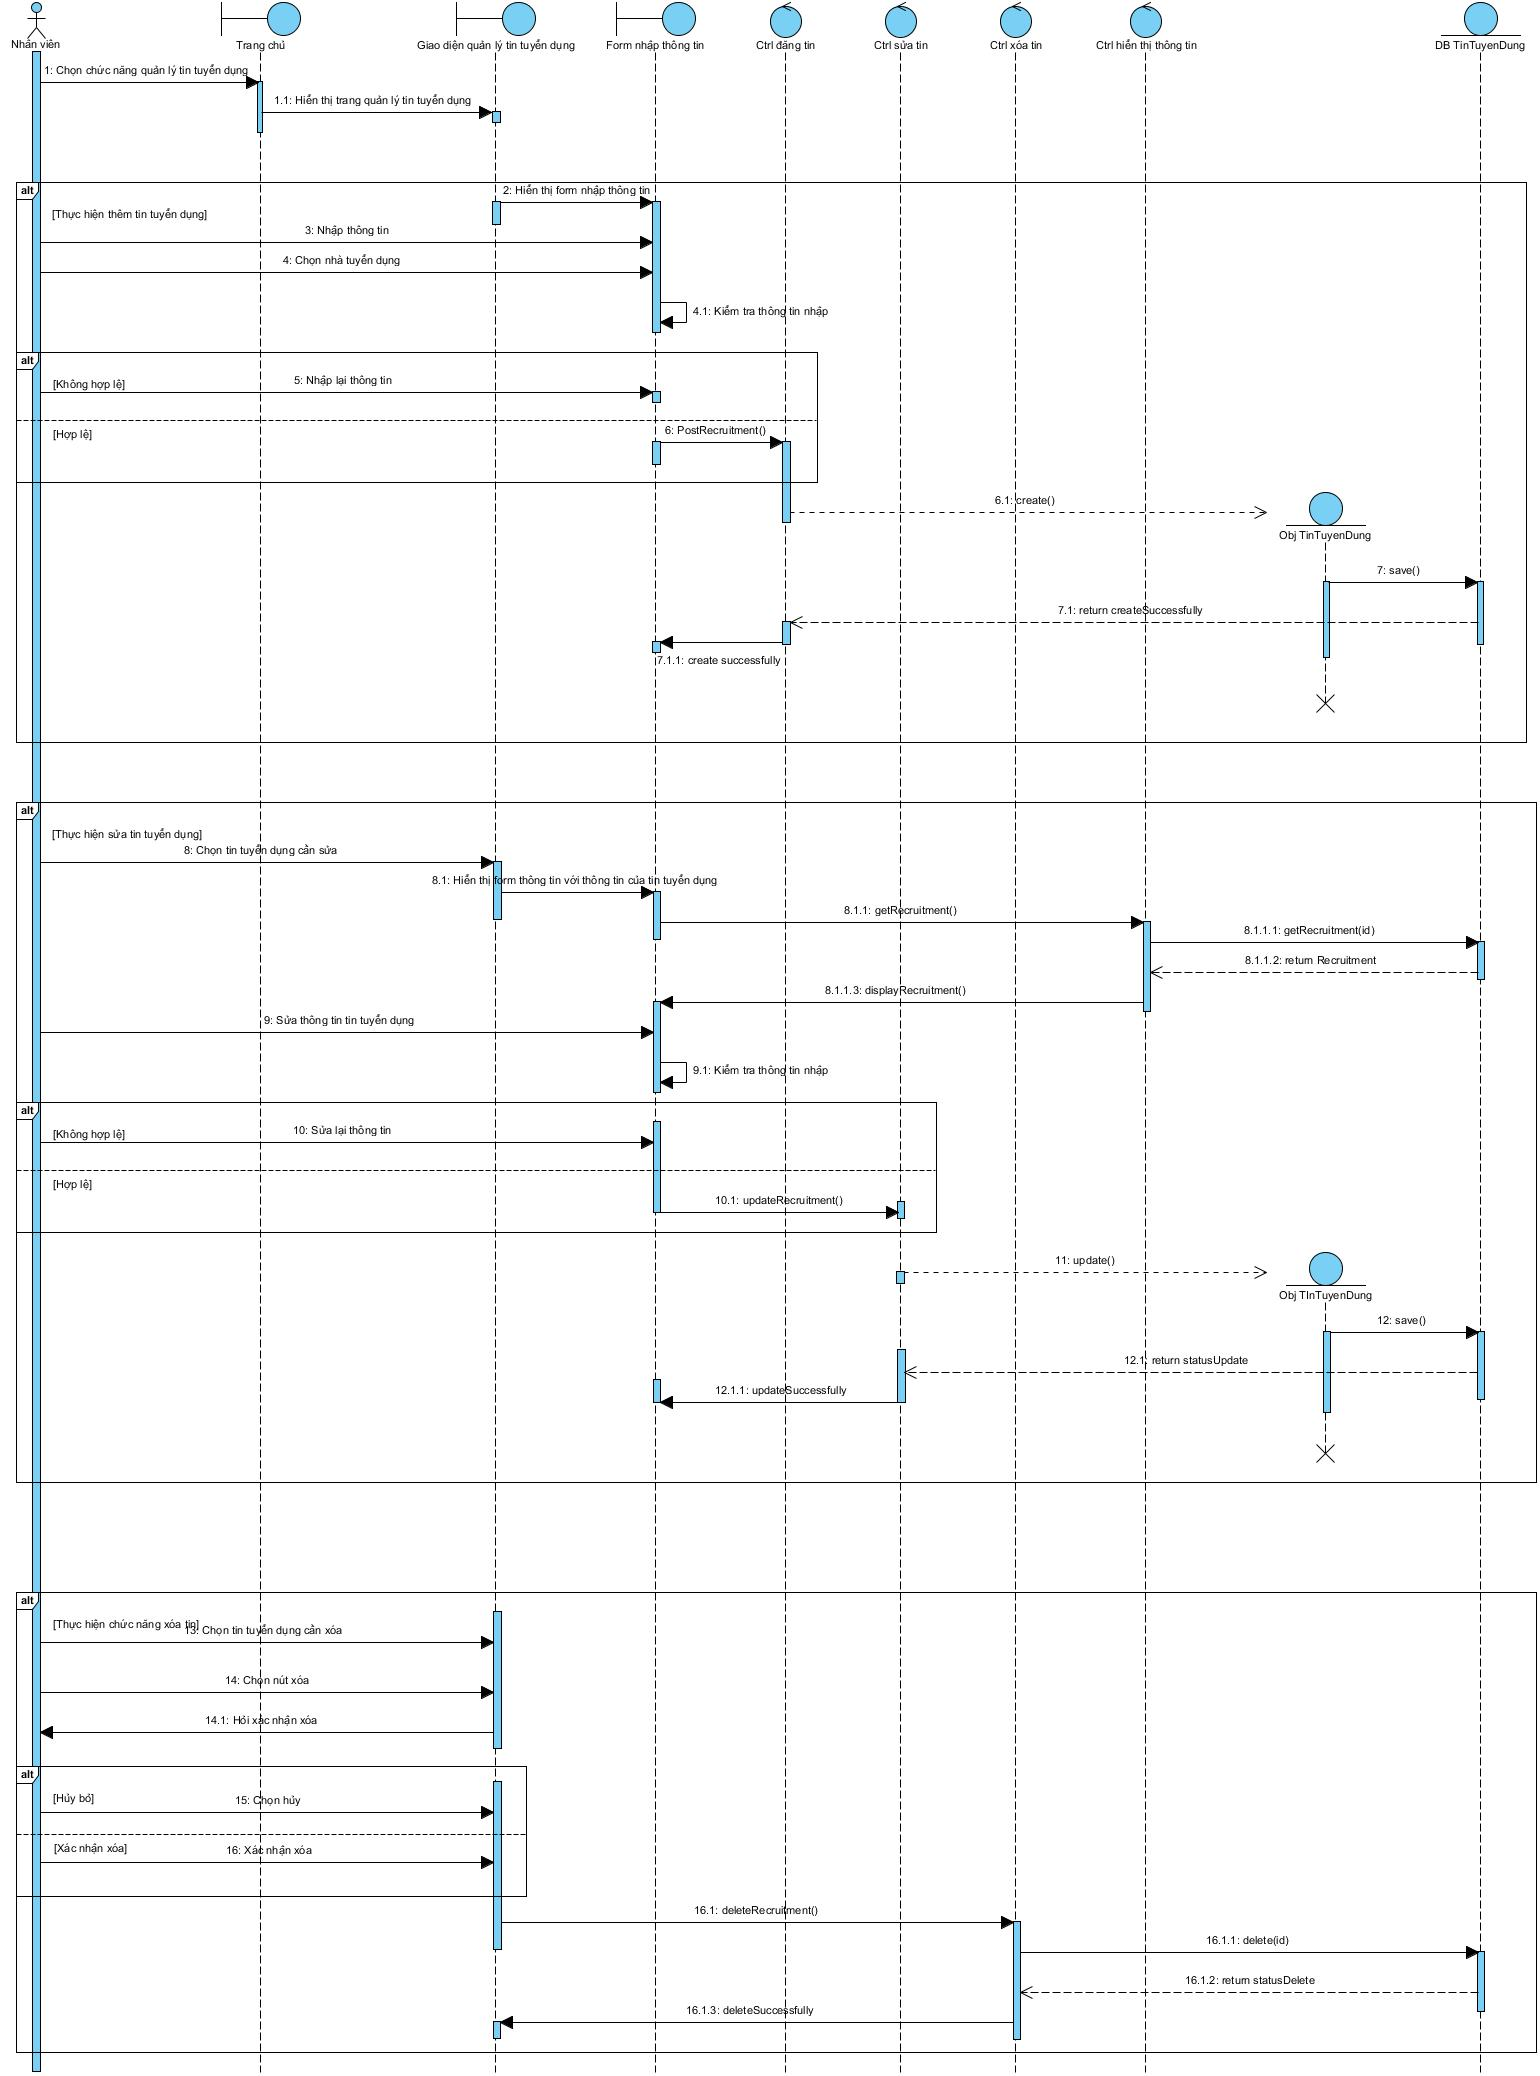 Nhân viên
Trang chủ
Giao diện quản lý tin tuyển dụng
Form nhập thông tin
Ctrl đăng tin
Ctrl sửa tin
Ctrl xóa tin
Ctrl hiển thị thông tin
DB TinTuyenDung
1: Chọn chức năng quản lý tin tuyển dụng
1.1: Hiển thị trang quản lý tin tuyển dụng
alt
2: Hiển thị form nhập thông tin
[Thực hiện thêm tin tuyển dụng]
3: Nhập thông tin
4: Chọn nhà tuyển dụng
4.1: Kiểm tra thông tin nhập
alt
[Không hợp lệ]
5: Nhập lại thông tin
[Hợp lệ]
6: PostRecruitment()
6.1: create()
Obj TinTuyenDung
7: save()
7.1: return createSuccessfully
7.1.1: create successfully
alt
[Thực hiện sửa tin tuyển dụng]
8: Chọn tin tuyển dụng cần sửa
8.1: Hiển thị form thông tin với thông tin của tin tuyển dụng
8.1.1: getRecruitment()
8.1.1.1: getRecruitment(id)
8.1.1.2: return Recruitment
8.1.1.3: displayRecruitment()
9: Sửa thông tin tin tuyển dụng
9.1: Kiểm tra thông tin nhập
alt
[Không hợp lệ]
10: Sửa lại thông tin
[Hợp lệ]
10.1: updateRecruitment()
11: update()
Obj TInTuyenDung
12: save()
12.1: return statusUpdate
12.1.1: updateSuccessfully
alt
[Thực hiện chức năng xóa tin]
13: Chọn tin tuyển dụng cần xóa
14: Chọn nút xóa
14.1: Hỏi xác nhận xóa
alt
[Hủy bỏ]
15: Chọn hủy
[Xác nhận xóa]
16: Xác nhận xóa
16.1: deleteRecruitment()
16.1.1: delete(id)
16.1.2: return statusDelete
16.1.3: deleteSuccessfully